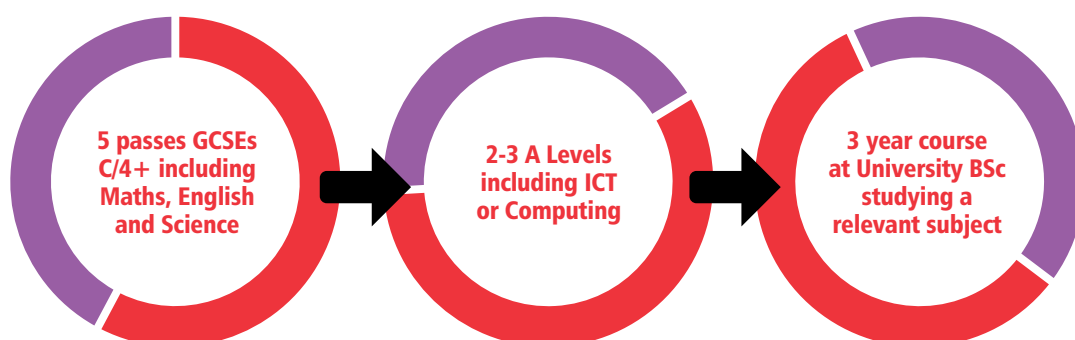 5 passes GCSEs
C/4+ including
Maths, English
and Science
2-3 A Levels
including ICT
or Computing
3 year course
at University BSc
studying a
relevant subject